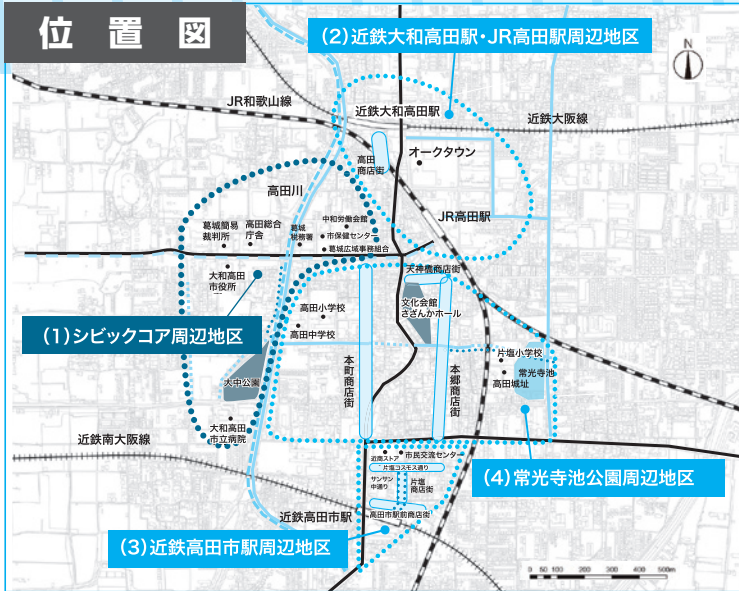 位置図
(2)近鉄大和高田駅・JR高田駅周辺地区
N
JR和歌山線
近鉄大和高田駅
近鉄大阪線
高田
商店街
オークタウン
高田川
JR高田駅
中和労働会館
葛城簡易
裁判所
高田総合
庁舎
葛城
税務署
市保健センター
葛城広域事務組合
大和高田
市役所
天神橋商店街
高田小学校
文化会館
さざんかホール
(1)シビックコア周辺地区
高田中学校
片塩小学校
本町商店街
本郷商店街
高田城址
常光寺池
大中公園
大和高田
市立病院
近鉄南大阪線
近商ストア
市民交流センター
片塩コスモス通り
サンサン
中通り
片塩
商店街
(4)常光寺池公園周辺地区
近鉄高田市駅
高田市駅前商店街
(3)近鉄高田市駅周辺地区
0 50 100 200 300 400 500m